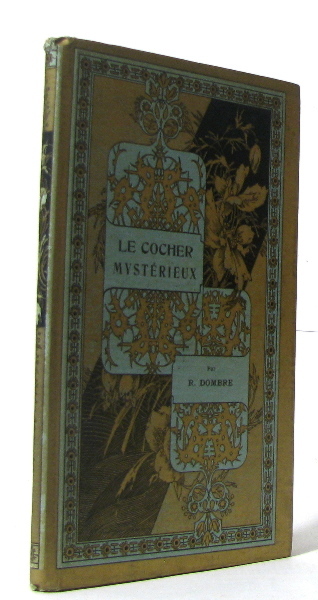 LE COCHER
MYSTÉRIEUX
PAR
R. DOMBRE